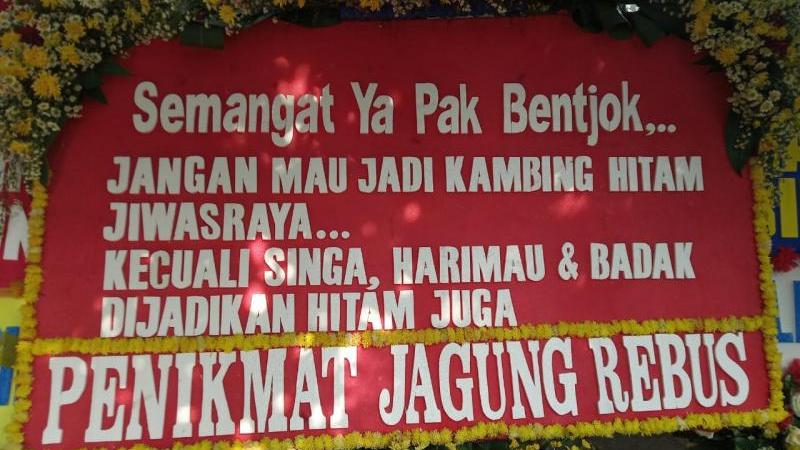 Semangat Ya Pak Bentjok,..
JANGAN MAU JADI KAMBING HITAM
JIWASRAYA...
KECUALI SINGA, HARIMAU & BADAK
DIJADIKAN HITAM JUGA
PENIKMAT JAGUNG REBUS